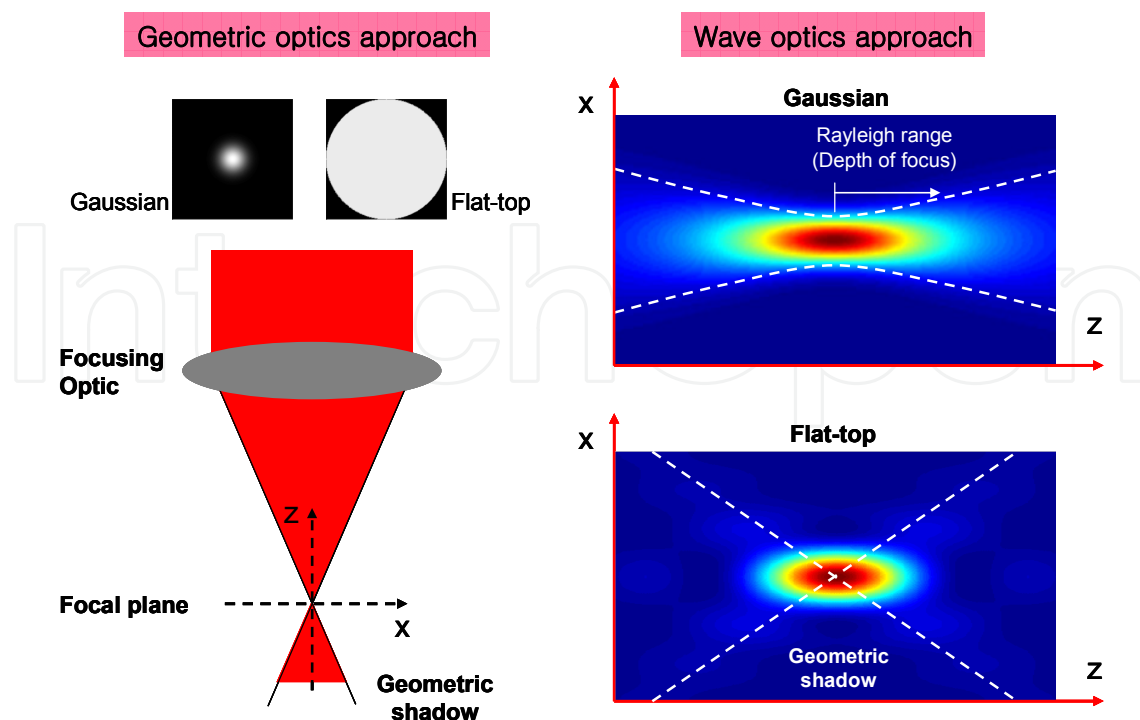 Geometric optics approach
Gaussian
Flat-top
Focusing
Optic
Z
Focal plane
X
Geometric
shadow
Wave optics approach
X
Gaussian
Rayleigh range
(Depth of focus)
Z
X
Flat-top
Geometric
shadow
Z
IntechOpen